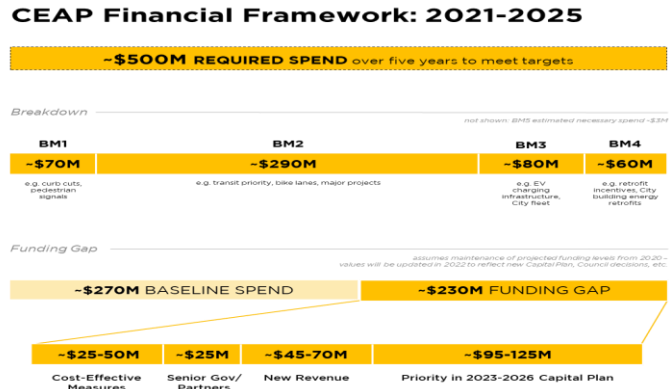 CEAP Financial Framework: 2021-2025
~$500M REQUIRED SPEND over five years to meet targets
Breakdown
not shown: BM5 estimated necessary spend ~$3M
BM1 BM2 BM3 BM4
~$70M ~$290M ~$80M ~$60M
e.g. curb cuts, e.g. transit priority, bike lanes, major projects e.g. EV e.g. retrofit
pedestrian charging incentives, City
signals infrastructure, building energy
City fleet retrofits
Funding Gap
assumes maintenance of projected funding levels from 2020 -
values will be updated in 2022 to reflect new Capital Plan, Council decisions, etc.
~$270M BASELINE SPEND ~$230M FUNDING GAP
~$25-50M ~$25M ~$45-70M ~$95-125M
Cost-Effective Senior Gov/ New Revenue Priority in 2023-2026 Capital Plan
Measures Partners